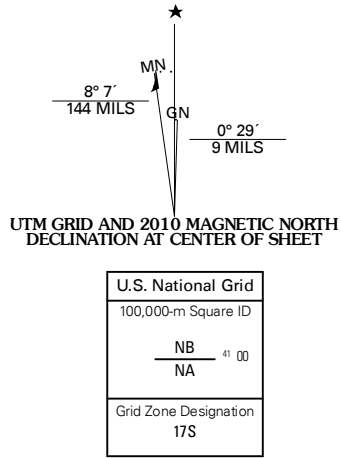 ★
MN
8° 7´
144 MILS
GN
0° 29´
9 MILS
UTM GRID AND 2010 MAGNETIC NORTH
DECLINATION AT CENTER OF SHEET
U.S. National Grid
100,000-m Square ID
NB
41 00
NA
Grid Zone Designation
17S